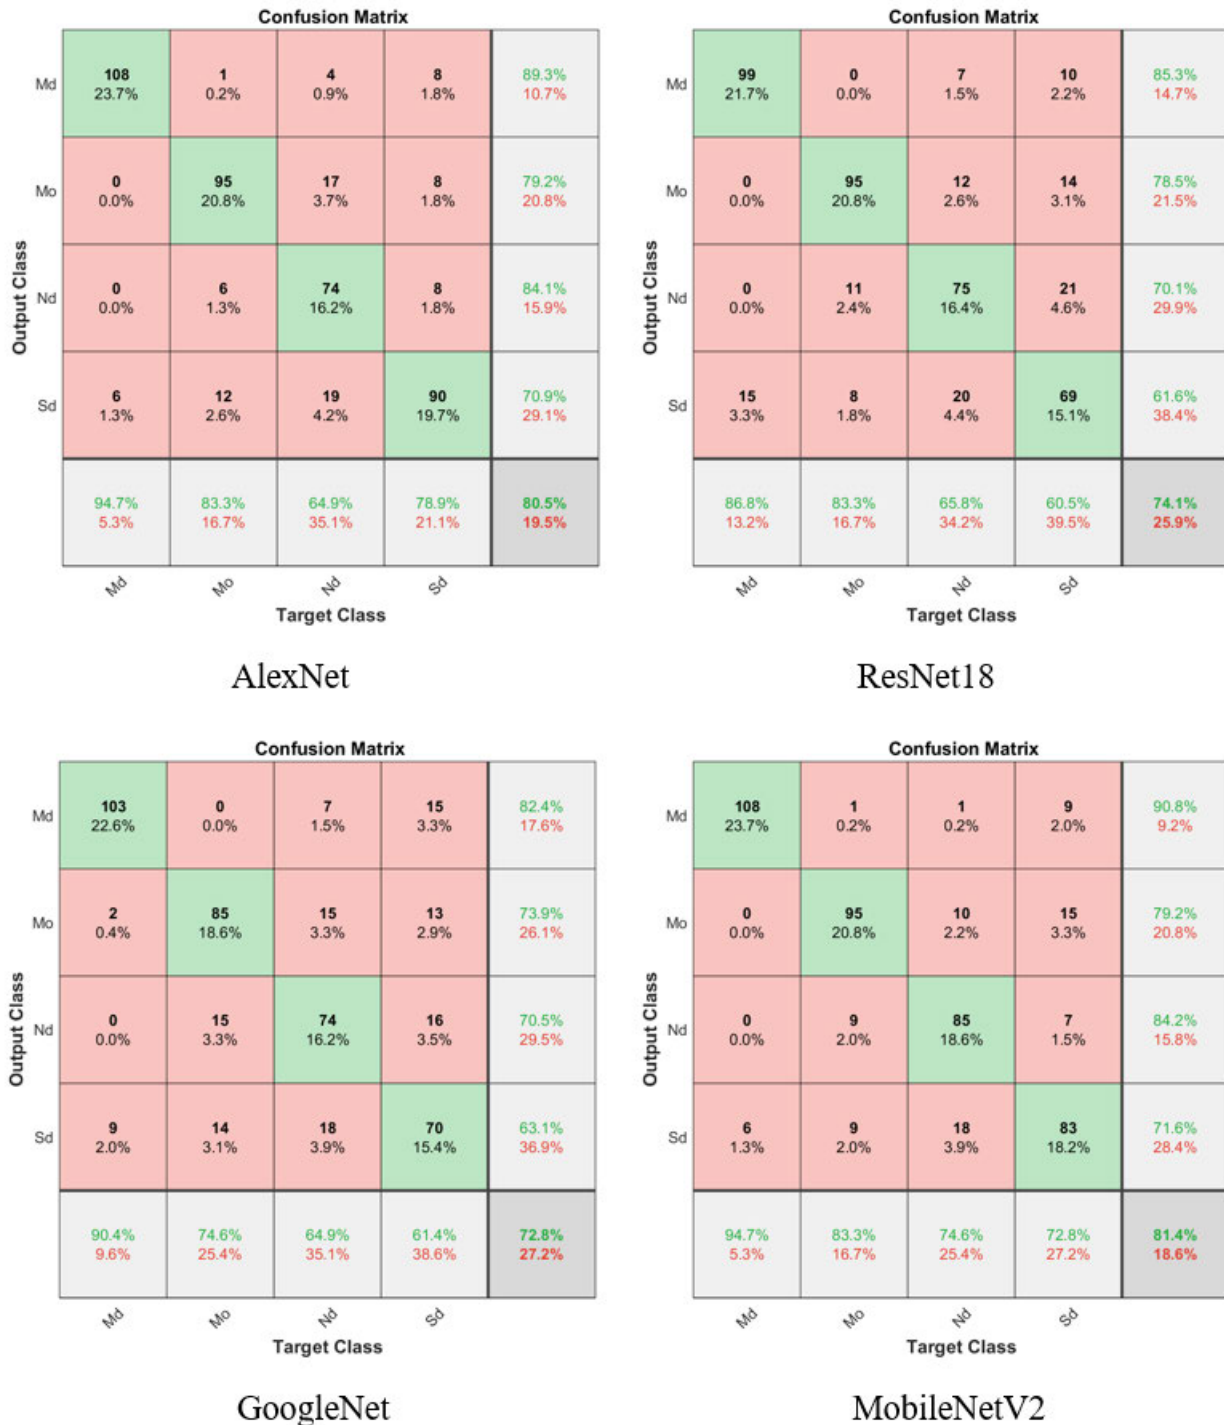 Confusion Matrix
Md 108 1 4 8 89.3%
23.7% 0.2% 0.9% 1.8% 10.7%
Mo 0 95 17 8 79.2%
0.0% 20.8% 3.7% 1.8% 20.8%
Nd 0 6 74 8 84.1%
0.0% 1.3% 16.2% 1.8% 15.9%
Sd 6 12 19 90 70.9%
1.3% 2.6% 4.2% 19.7% 29.1%
94.7% 83.3% 64.9% 78.9% 80.5%
5.3% 16.7% 35.1% 21.1% 19.5%
Md Mo Nd Sd
Output Class
Target Class
AlexNet
Confusion Matrix
Md 99 0 7 10 85.3%
21.7% 0.0% 1.5% 2.2% 14.7%
Mo 0 95 12 14 78.5%
0.0% 20.8% 2.6% 3.1% 21.5%
Nd 0 11 75 21 70.1%
0.0% 2.4% 16.4% 4.6% 29.9%
Sd 15 8 20 69 61.6%
3.3% 1.8% 4.4% 15.1% 38.4%
86.8% 83.3% 65.8% 60.5% 74.1%
13.2% 16.7% 34.2% 39.5% 25.9%
Md Mo Nd Sd
Output Class
Target Class
ResNet18
Confusion Matrix
Md 103 0 7 15 82.4%
22.6% 0.0% 1.5% 3.3% 17.6%
Mo 2 85 15 13 73.9%
0.4% 18.6% 3.3% 2.9% 26.1%
Nd 0 15 74 16 70.5%
0.0% 3.3% 16.2% 3.5% 29.5%
Sd 9 14 18 70 63.1%
2.0% 3.1% 3.9% 15.4% 36.9%
90.4% 74.6% 64.9% 61.4% 72.8%
9.6% 25.4% 35.1% 38.6% 27.2%
Md Mo Nd Sd
Output Class
Target Class
GoogleNet
Confusion Matrix
Md 108 1 1 9 90.8%
23.7% 0.2% 0.2% 2.0% 9.2%
Mo 0 95 10 15 79.2%
0.0% 20.8% 2.2% 3.3% 20.8%
Nd 0 9 85 7 84.2%
0.0% 2.0% 18.6% 1.5% 15.8%
Sd 6 9 18 83 71.6%
1.3% 2.0% 3.9% 18.2% 28.4%
94.7% 83.3% 74.6% 72.8% 81.4%
5.3% 16.7% 25.4% 27.2% 18.6%
Md Mo Nd Sd
Output Class
Target Class
MobileNetV2